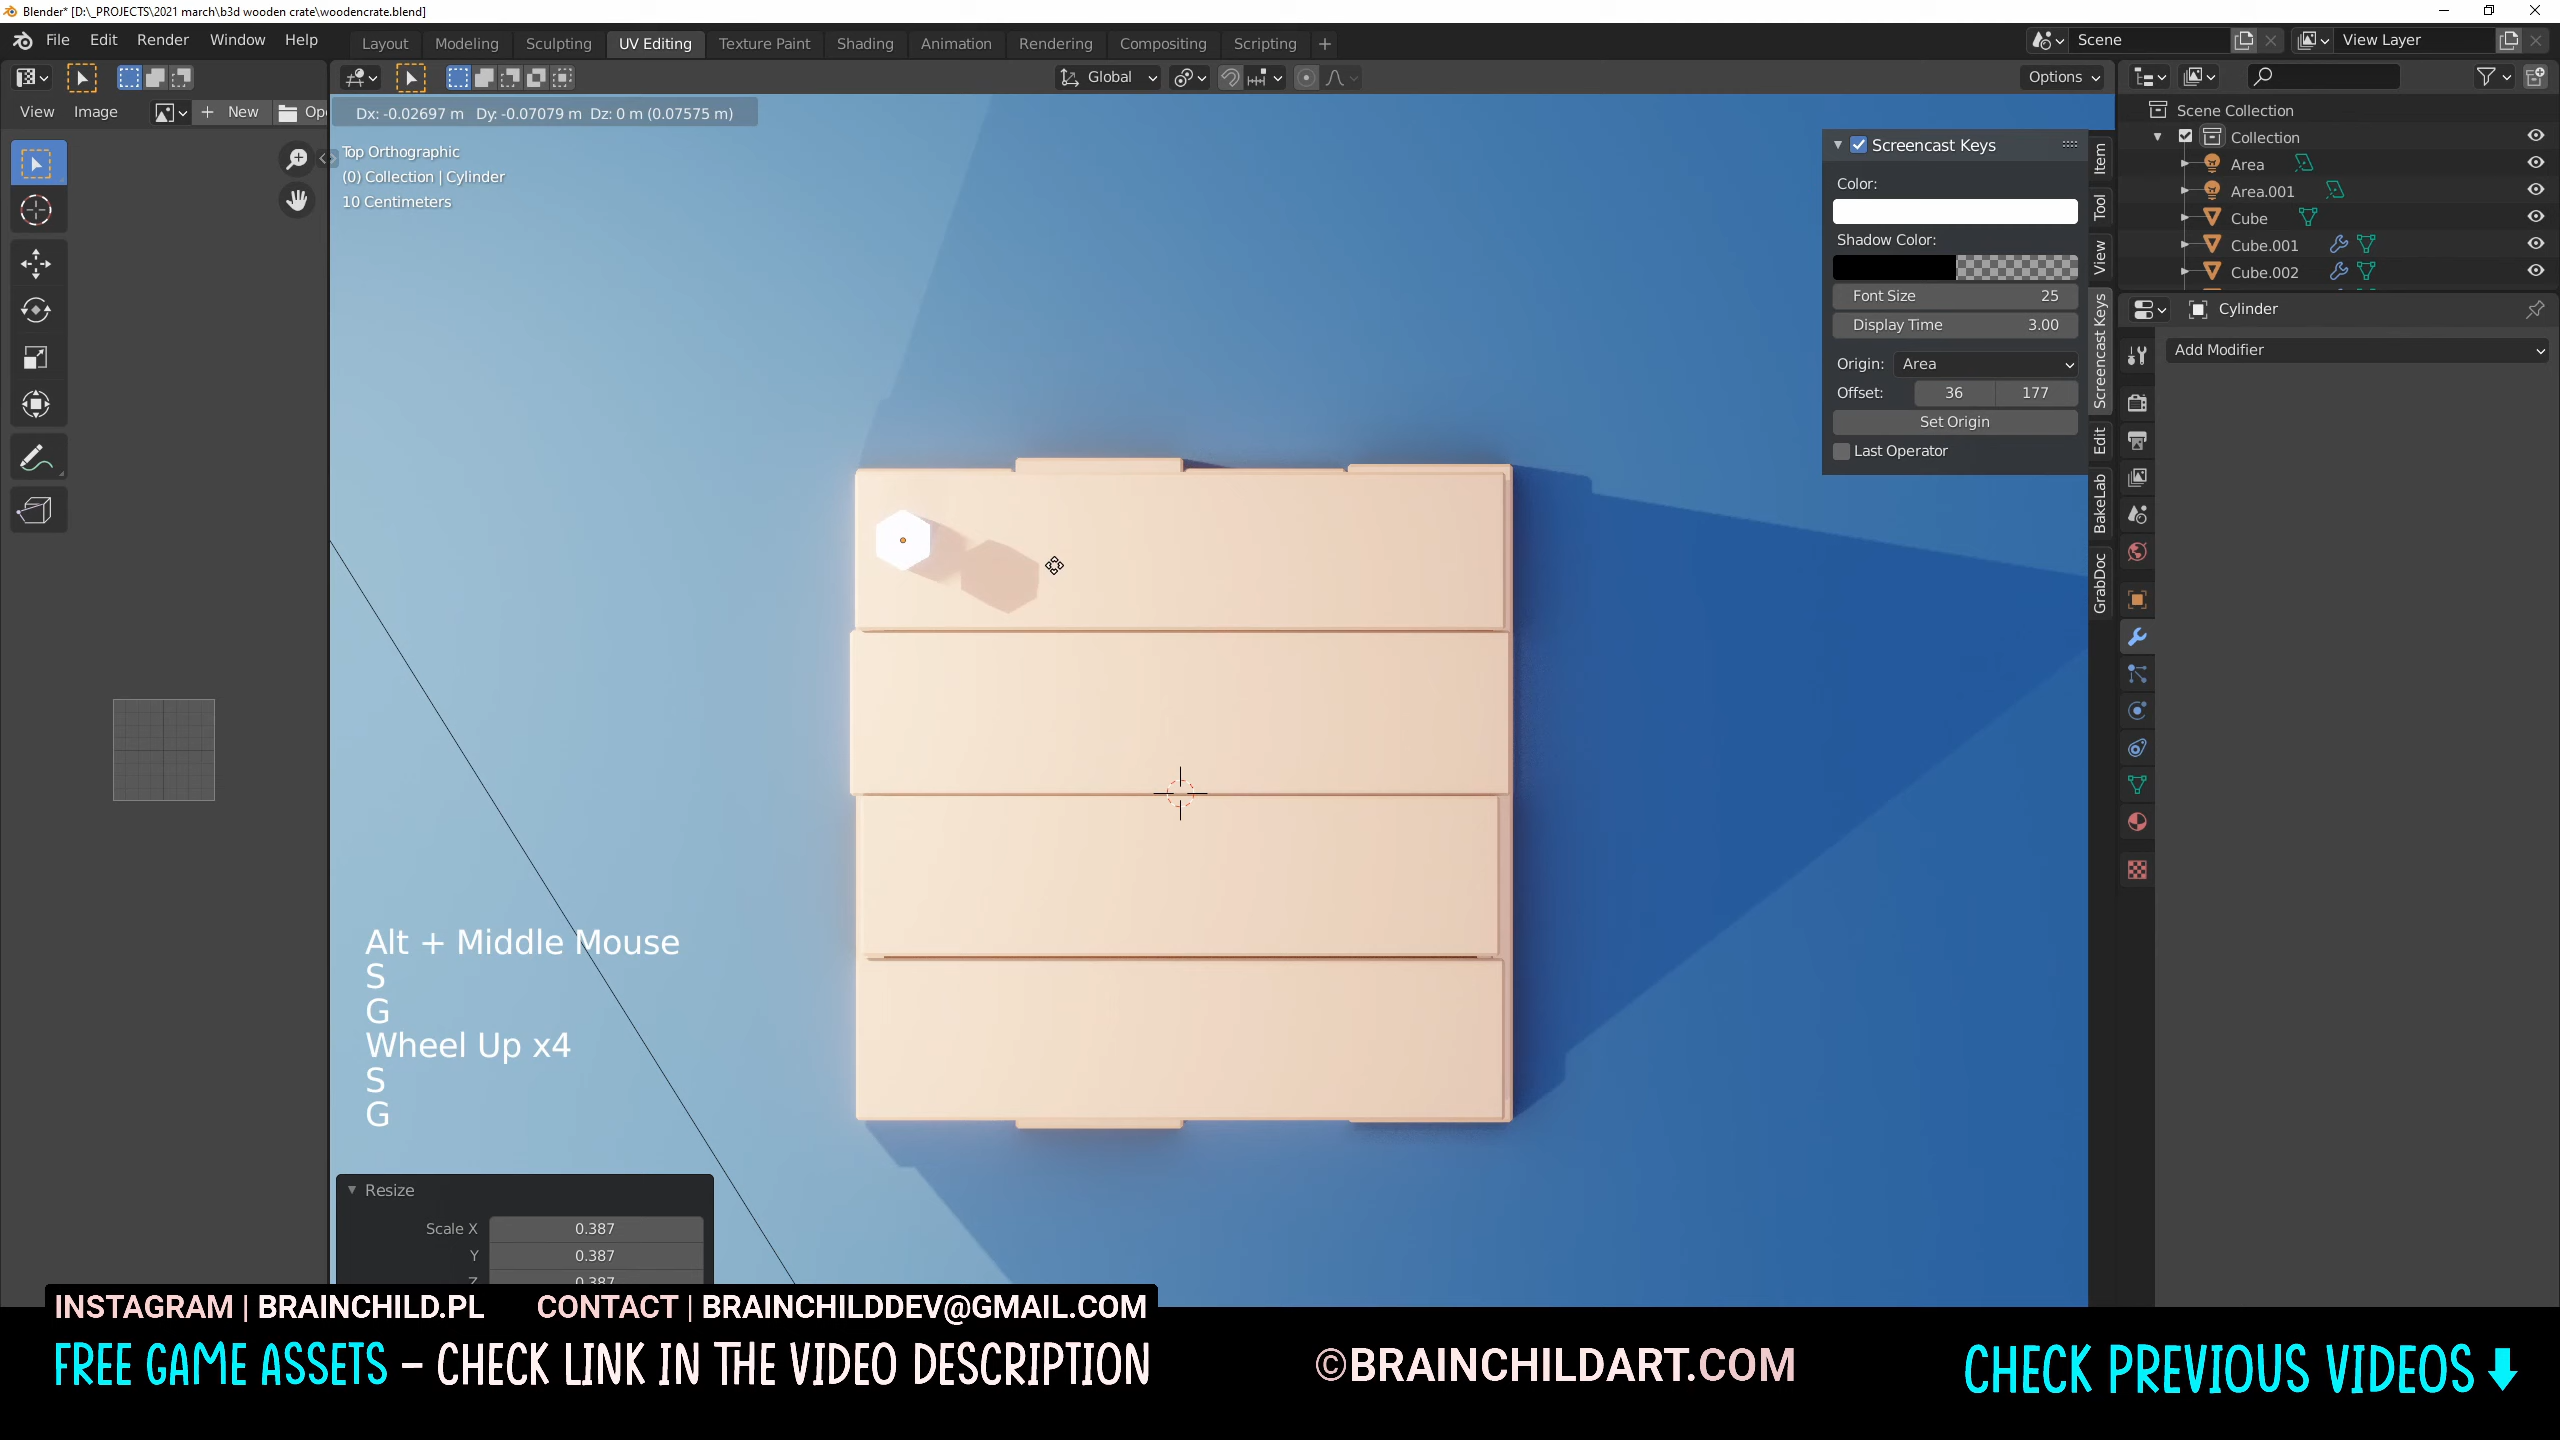 Blender* [D:\_PROJECTS\2021 march\b3d wooden crate\woodencrate.blend]
File Edit Render Window Help
Layout Modeling Sculpting UV Editing Texture Paint Shading Animation Rendering Compositing Scripting +
Scene
View Layer
Global
Options
View Image + New Op
Dx: -0.02697 m Dy: -0.07079 m Dz: 0 m (0.07575 m)
Top Orthographic
(0) Collection | Cylinder
10 Centimeters
Screencast Keys
Color:
Shadow Color:
Font Size 25
Display Time 3.00
Origin: Area
Offset: 36 177
Set Origin
Last Operator
Item
Tool
View
Screencast Keys
Edit
BakeLab
GrabDoc
Scene Collection
Collection
Area
Area.001
Cube
Cube.001
Cube.002
Cylinder
Add Modifier
Alt + Middle Mouse
S
G
Wheel Up x4
S
G
Resize
Scale X 0.387
Y 0.387
Z 0.387
INSTAGRAM | BRAINCHILD.PL CONTACT | BRAINCHILDDEV@GMAIL.COM
FREE GAME ASSETS – CHECK LINK IN THE VIDEO DESCRIPTION
©BRAINCHILDART.COM
CHECK PREVIOUS VIDEOS